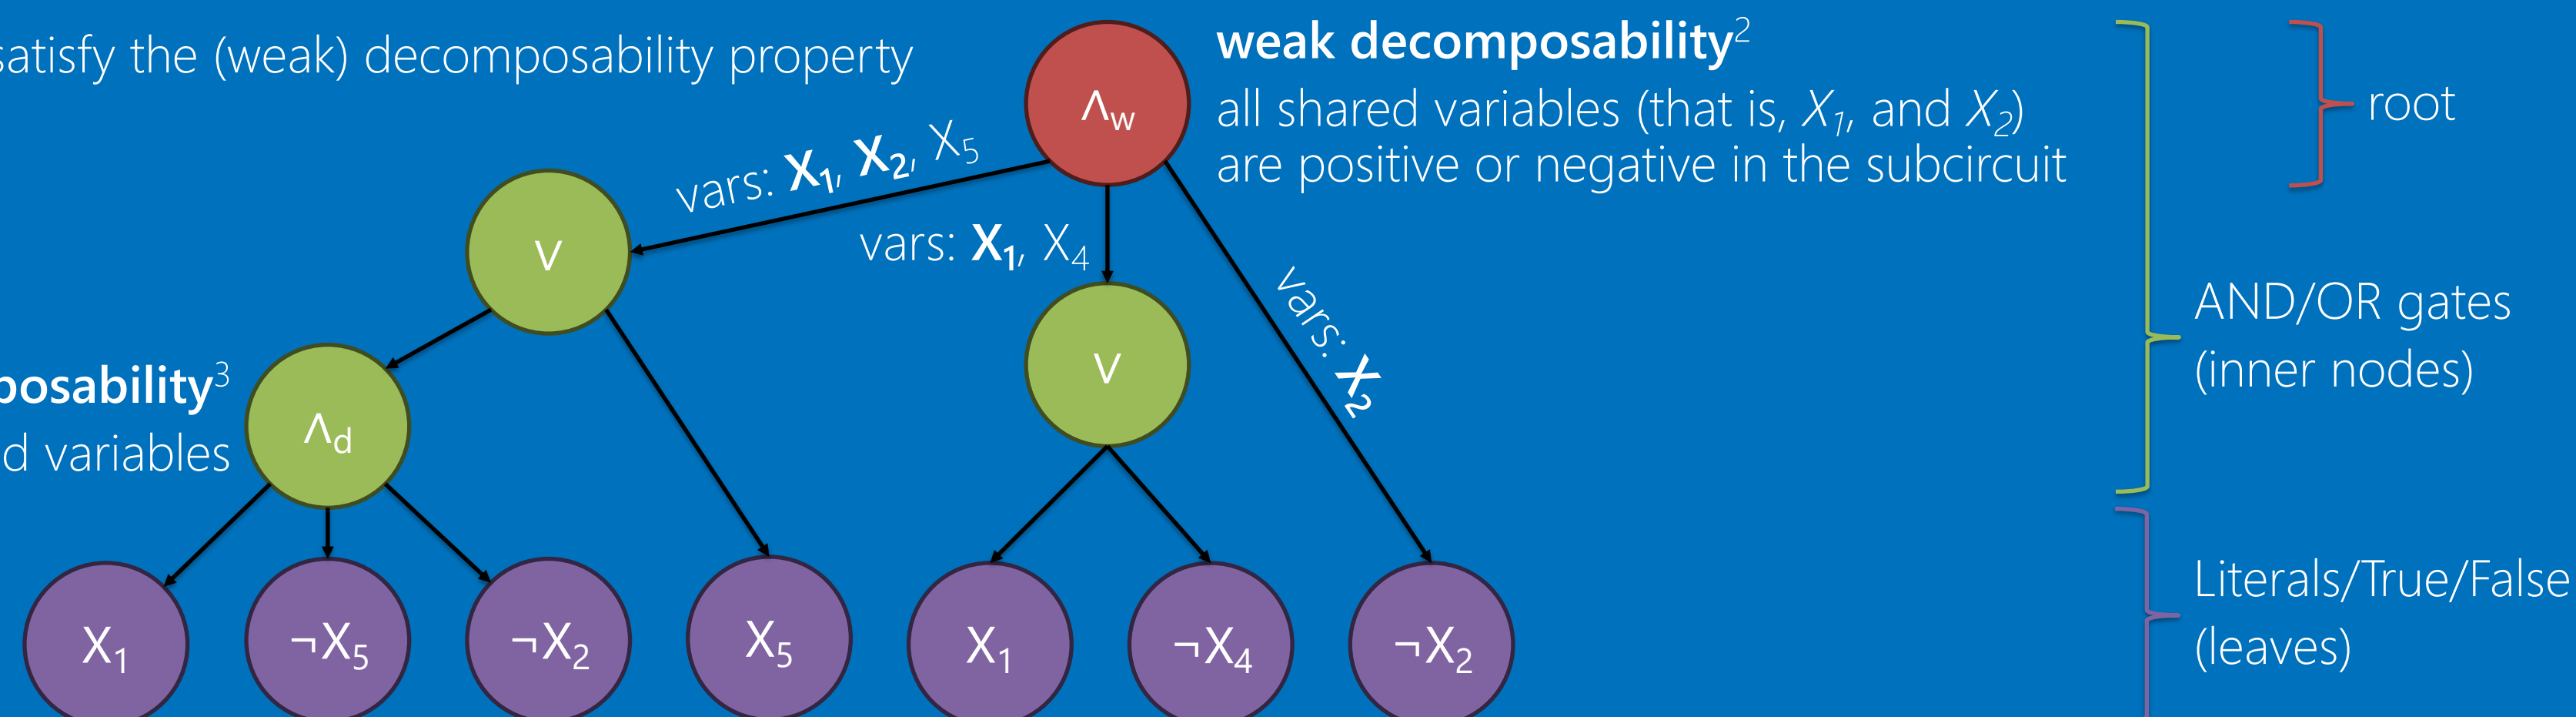 satisfy the (weak) decomposability property
weak decomposability²
all shared variables (that is, X₁, and X₂)
are positive or negative in the subcircuit
root
∧w
vars: X₁, X₂, X₅
vars: X₁, X₄
vars: X₂
∨
∨
AND/OR gates
(inner nodes)
posability³
d variables
∧d
Literals/True/False
(leaves)
X₁
¬X₅
¬X₂
X₅
X₁
¬X₄
¬X₂